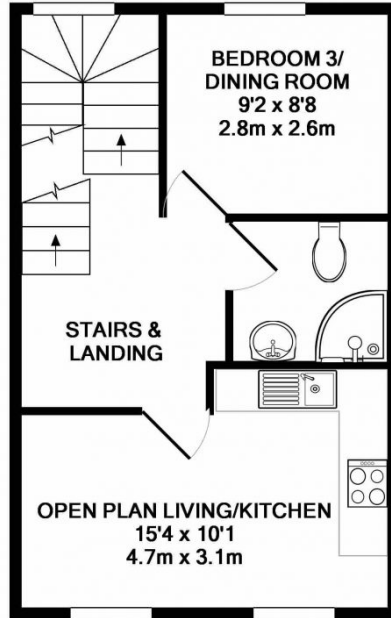 BEDROOM 3/
DINING ROOM
9'2 x 8'8
2.8m x 2.6m
STAIRS &
LANDING
OPEN PLAN LIVING/KITCHEN
15'4 x 10'1
4.7m x 3.1m